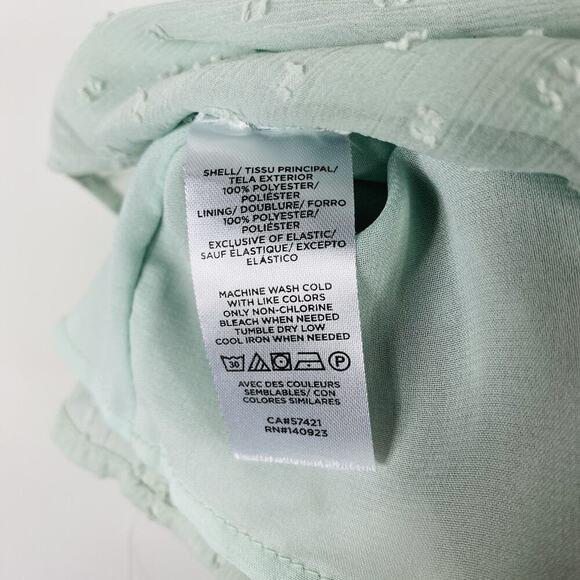 SHELL/ TISSU PRINCIPAL/
TELA EXTERIOR
100% POLYESTER/
POLIÉSTER
LINING/ DOUBLURE/ FORRO
100% POLYESTER/
POLIÉSTER
EXCLUSIVE OF ELASTIC/
SAUF ÉLASTIQUE/ EXCEPTO
ELÁSTICO
MACHINE WASH COLD
WITH LIKE COLORS
ONLY NON-CHLORINE
BLEACH WHEN NEEDED
TUMBLE DRY LOW
COOL IRON WHEN NEEDED
30 P
AVEC DES COULEURS
SEMBLABLES/ CON
COLORES SIMILARES
CA#57421
RN#140923